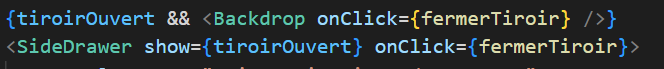 {tiroirOuvert && <Backdrop onClick={fermerTiroir} />}
<SideDrawer show={tiroirOuvert} onClick={fermerTiroir}>